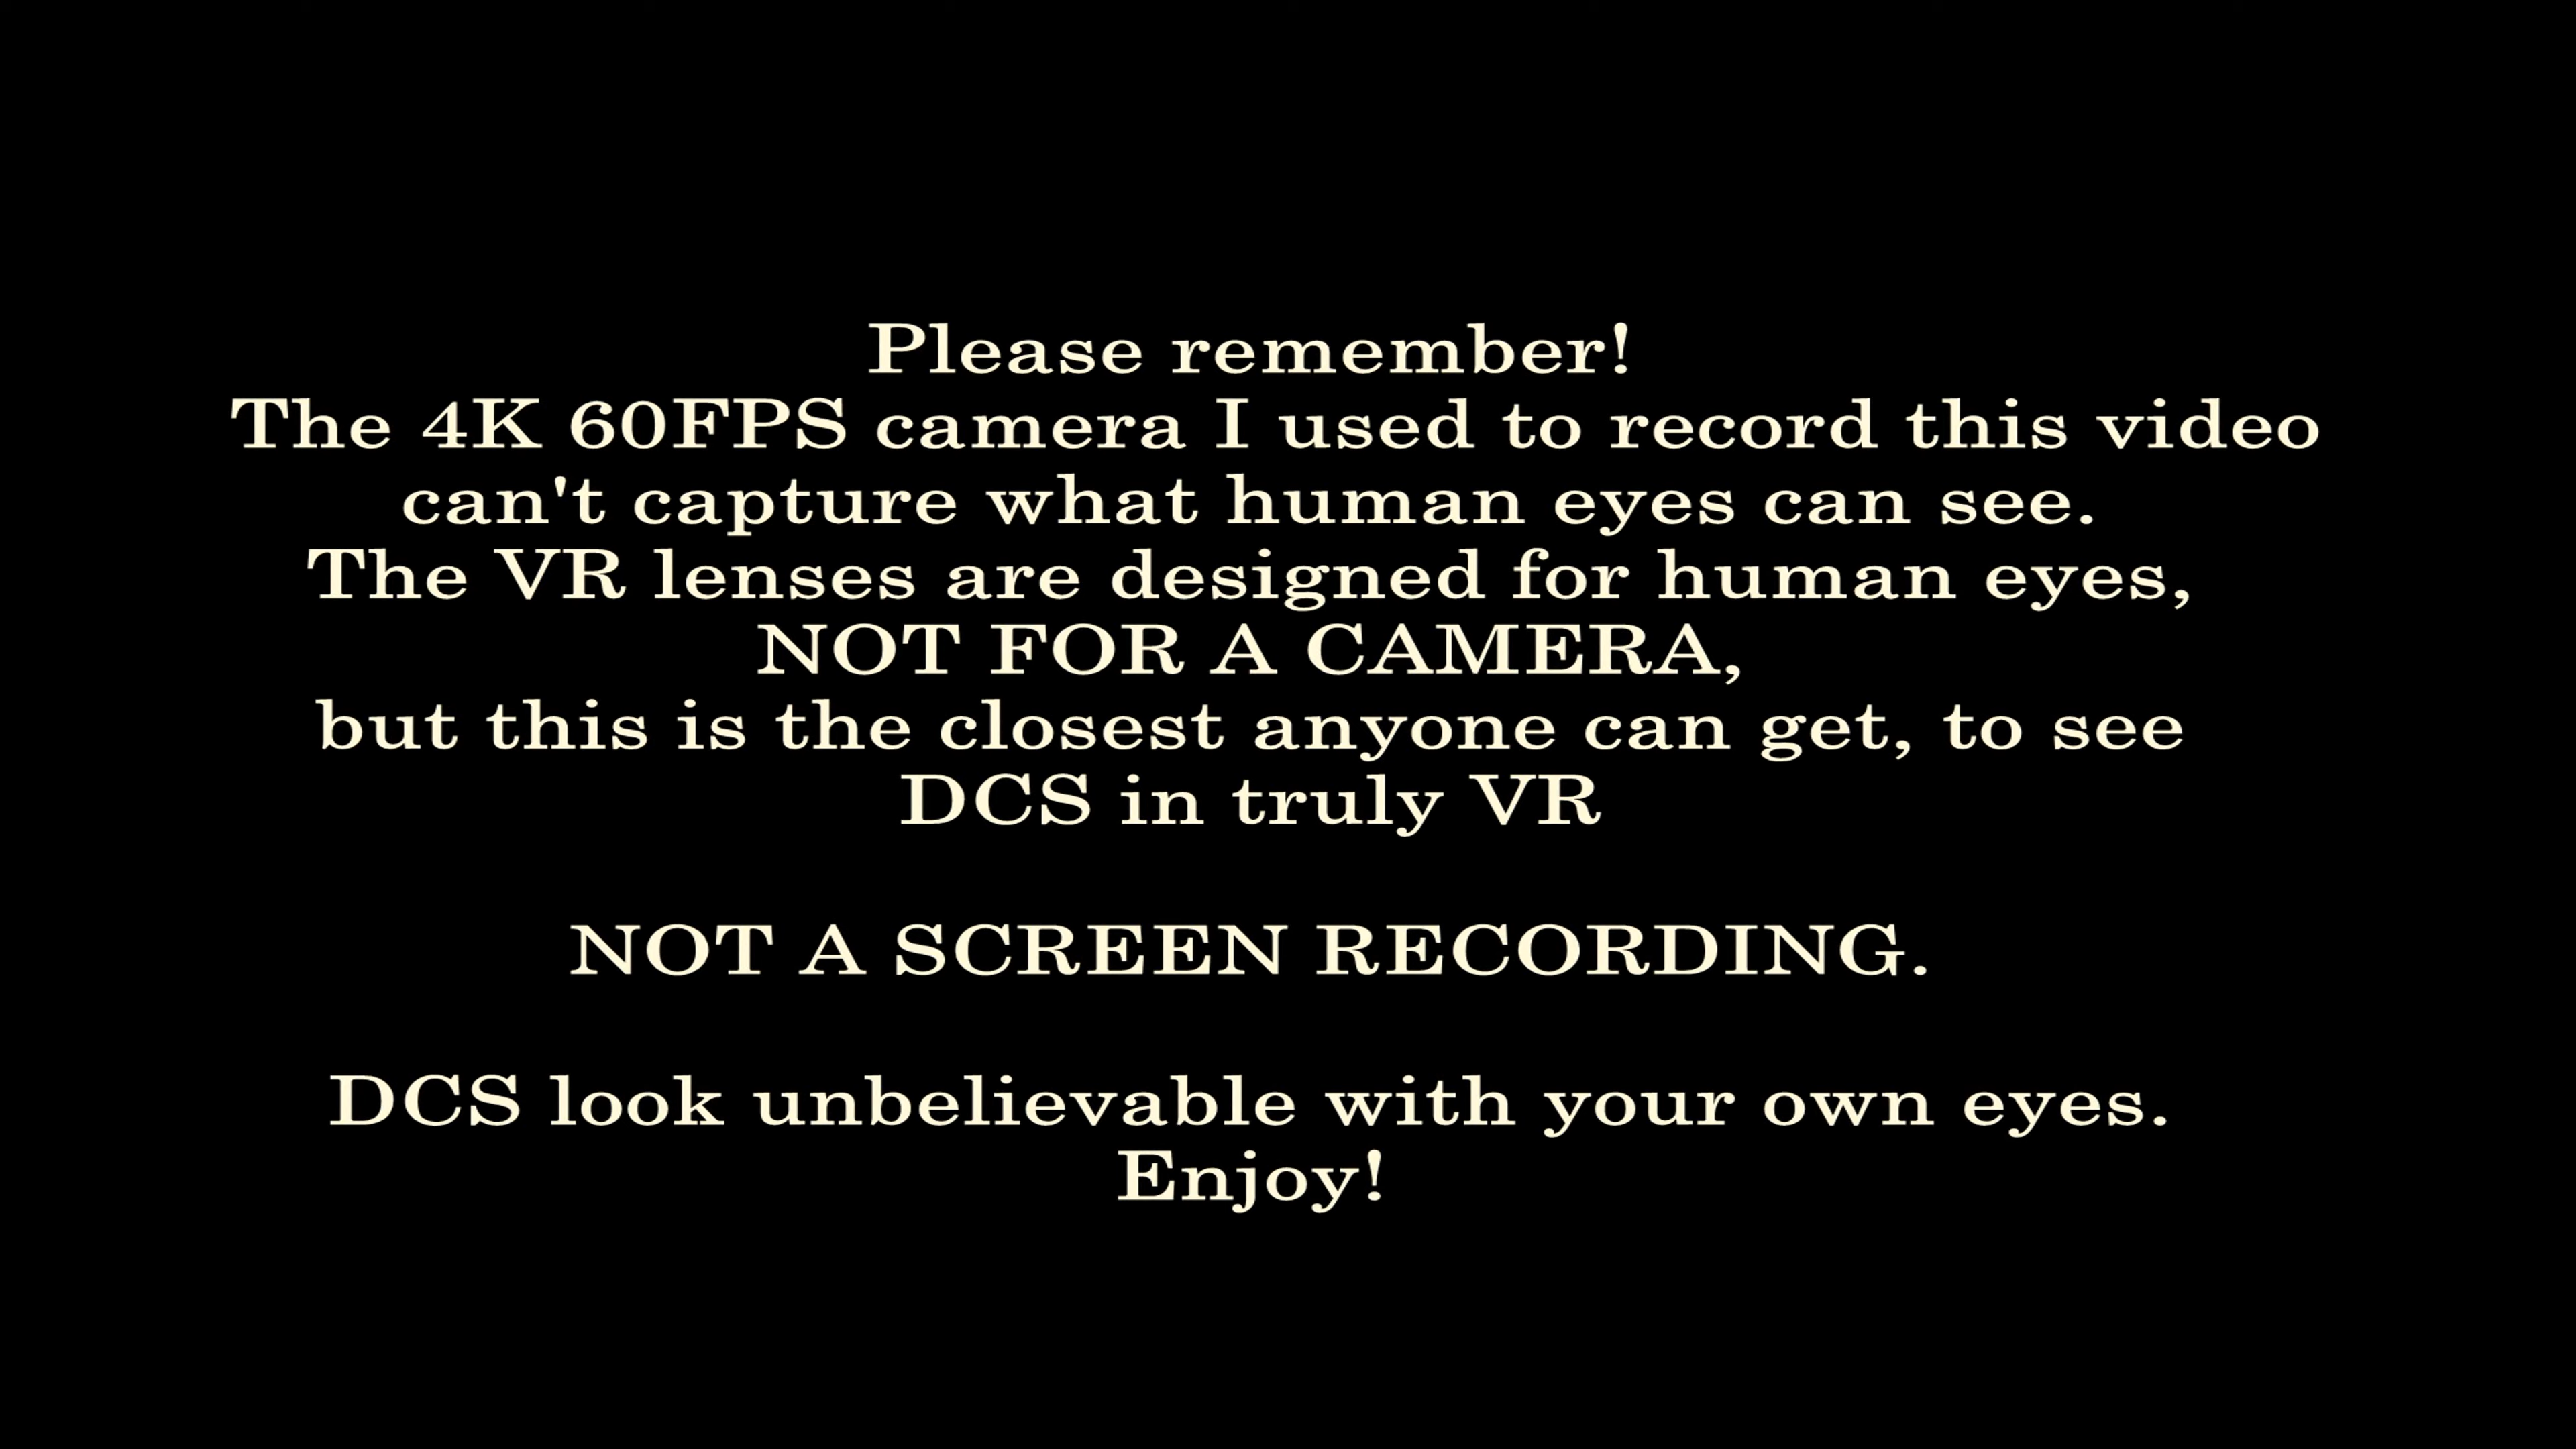 Please remember!
The 4K 60FPS camera I used to record this video
can't capture what human eyes can see.
The VR lenses are designed for human eyes,
NOT FOR A CAMERA,
but this is the closest anyone can get, to see
DCS in truly VR
NOT A SCREEN RECORDING.
DCS look unbelievable with your own eyes.
Enjoy!